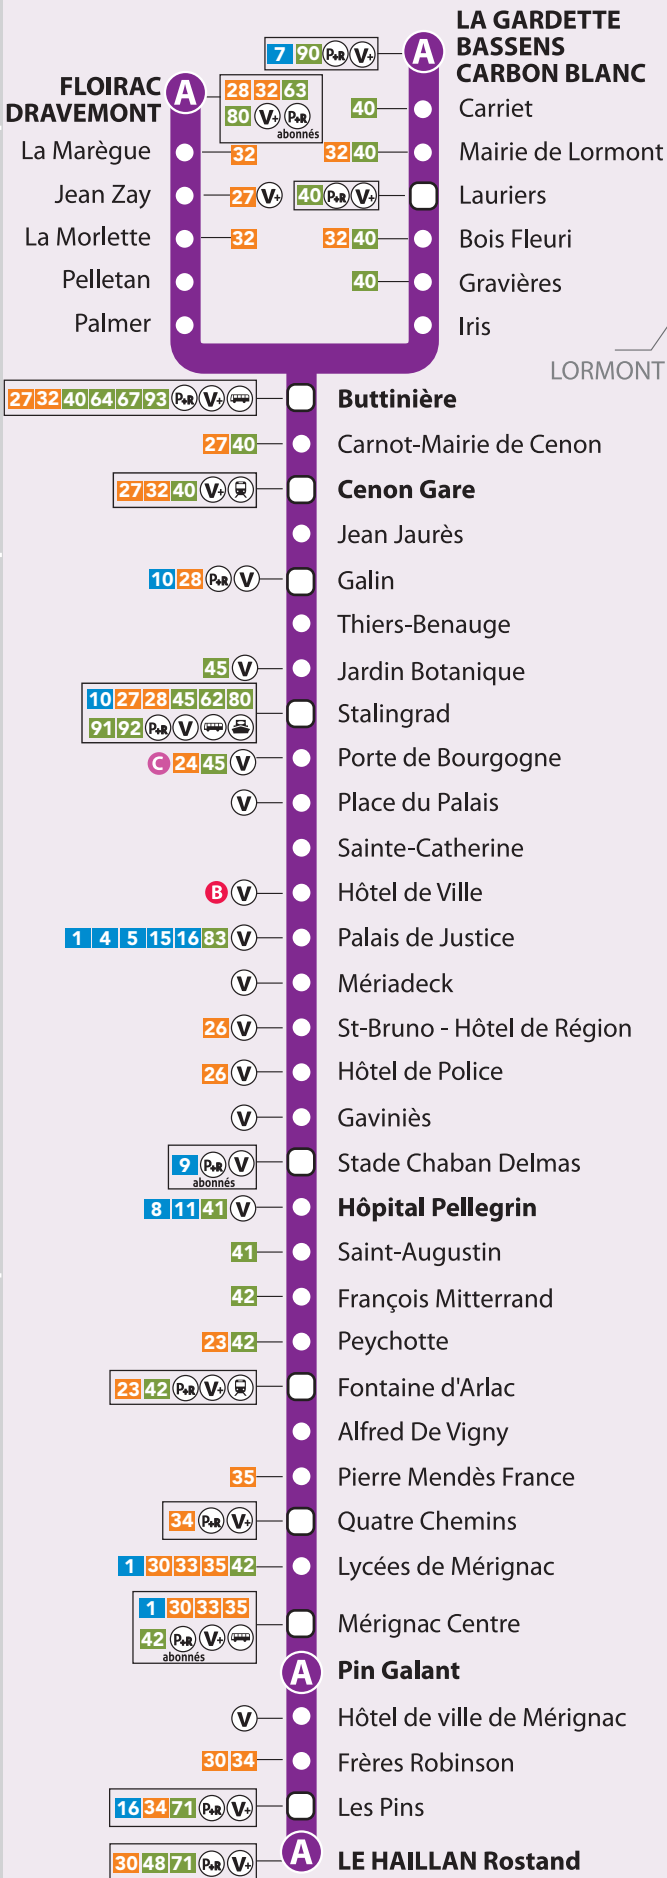 LA GARDETTE
BASSENS
CARBON BLANC
A
7 90 P+R V+
FLOIRAC
DRAVEMONT
A
28 32 63
80 V+ P+R
abonnés
40 Carriet
La Marègue 32
32 40 Mairie de Lormont
Jean Zay 27 V+
40 P+R V+ Lauriers
La Morlette 32
32 40 Bois Fleuri
Pelletan
40 Gravières
Palmer
Iris
LORMONT
27 32 40 64 67 93 P+R V+ Buttinière
27 40 Carnot-Mairie de Cenon
27 32 40 V+ Cenon Gare
Jean Jaurès
10 28 P+R V Galin
Thiers-Benauge
45 V Jardin Botanique
10 27 28 45 62 80
91 92 P+R V Stalingrad
C 24 45 V Porte de Bourgogne
V Place du Palais
Sainte-Catherine
B V Hôtel de Ville
1 4 5 15 16 83 V Palais de Justice
V Mériadeck
26 V St-Bruno - Hôtel de Région
26 V Hôtel de Police
V Gaviniès
9 P+R V Stade Chaban Delmas
abonnés
8 11 41 V Hôpital Pellegrin
41 Saint-Augustin
42 François Mitterrand
23 42 Peychotte
23 42 P+R V+ Fontaine d'Arlac
Alfred De Vigny
35 Pierre Mendès France
34 P+R V+ Quatre Chemins
1 30 33 35 42 Lycées de Mérignac
1 30 33 35
42 P+R V+ Mérignac Centre
abonnés
A Pin Galant
V Hôtel de ville de Mérignac
30 34 Frères Robinson
16 34 71 P+R V+ Les Pins
30 48 71 P+R V+ A LE HAILLAN Rostand